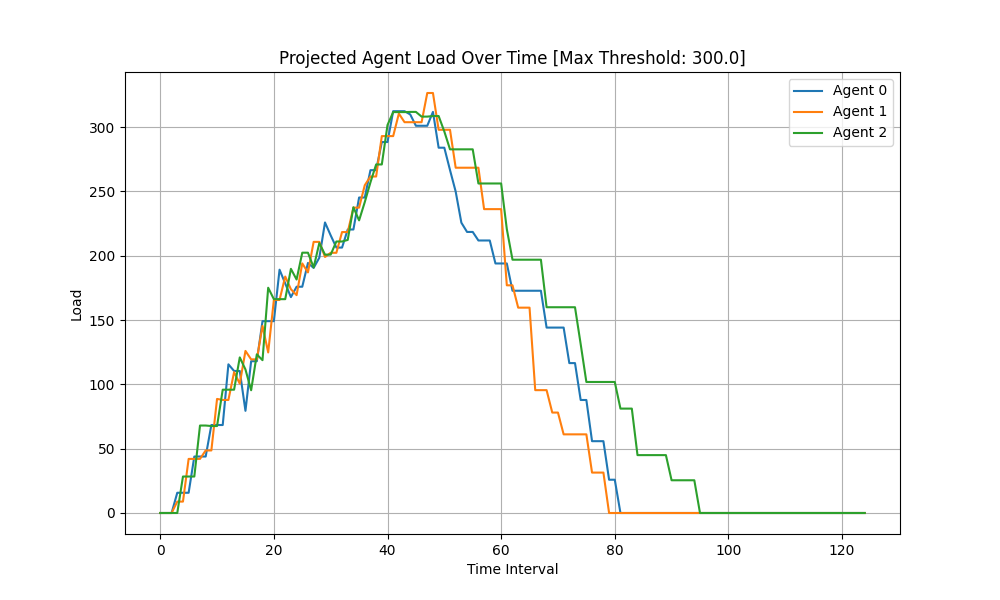 Projected Agent Load Over Time [Max Threshold: 300.0]
Agent 0
Agent 1
Agent 2
Load
300
250
200
150
100
50
0
0 20 40 60 80 100 120
Time Interval